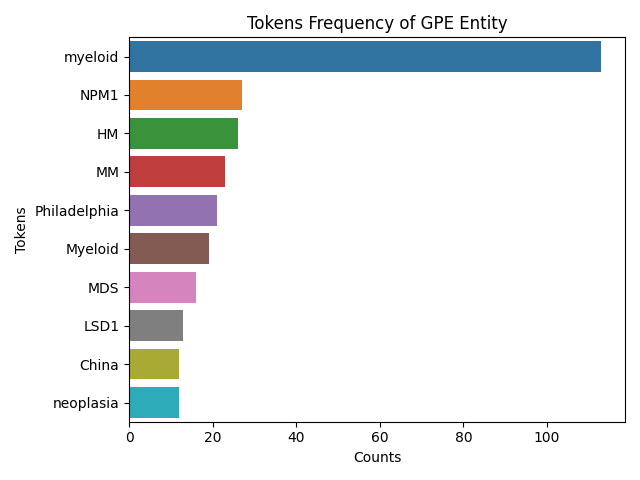 Tokens Frequency of GPE Entity
Tokens
myeloid
NPM1
HM
MM
Philadelphia
Myeloid
MDS
LSD1
China
neoplasia
0 20 40 60 80 100
Counts